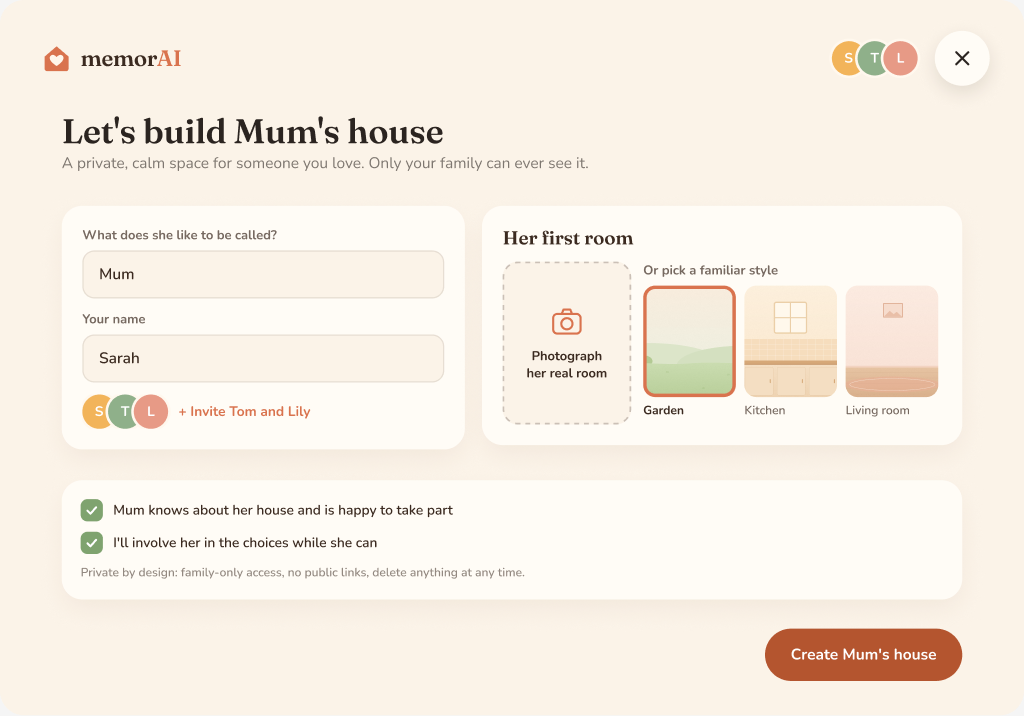 memorAI
S T L
Let's build Mum's house
A private, calm space for someone you love. Only your family can ever see it.
What does she like to be called?
Mum
Your name
Sarah
S T L + Invite Tom and Lily
Her first room
Photograph
her real room
Or pick a familiar style
Garden
Kitchen
Living room
Mum knows about her house and is happy to take part
I'll involve her in the choices while she can
Private by design: family-only access, no public links, delete anything at any time.
Create Mum's house